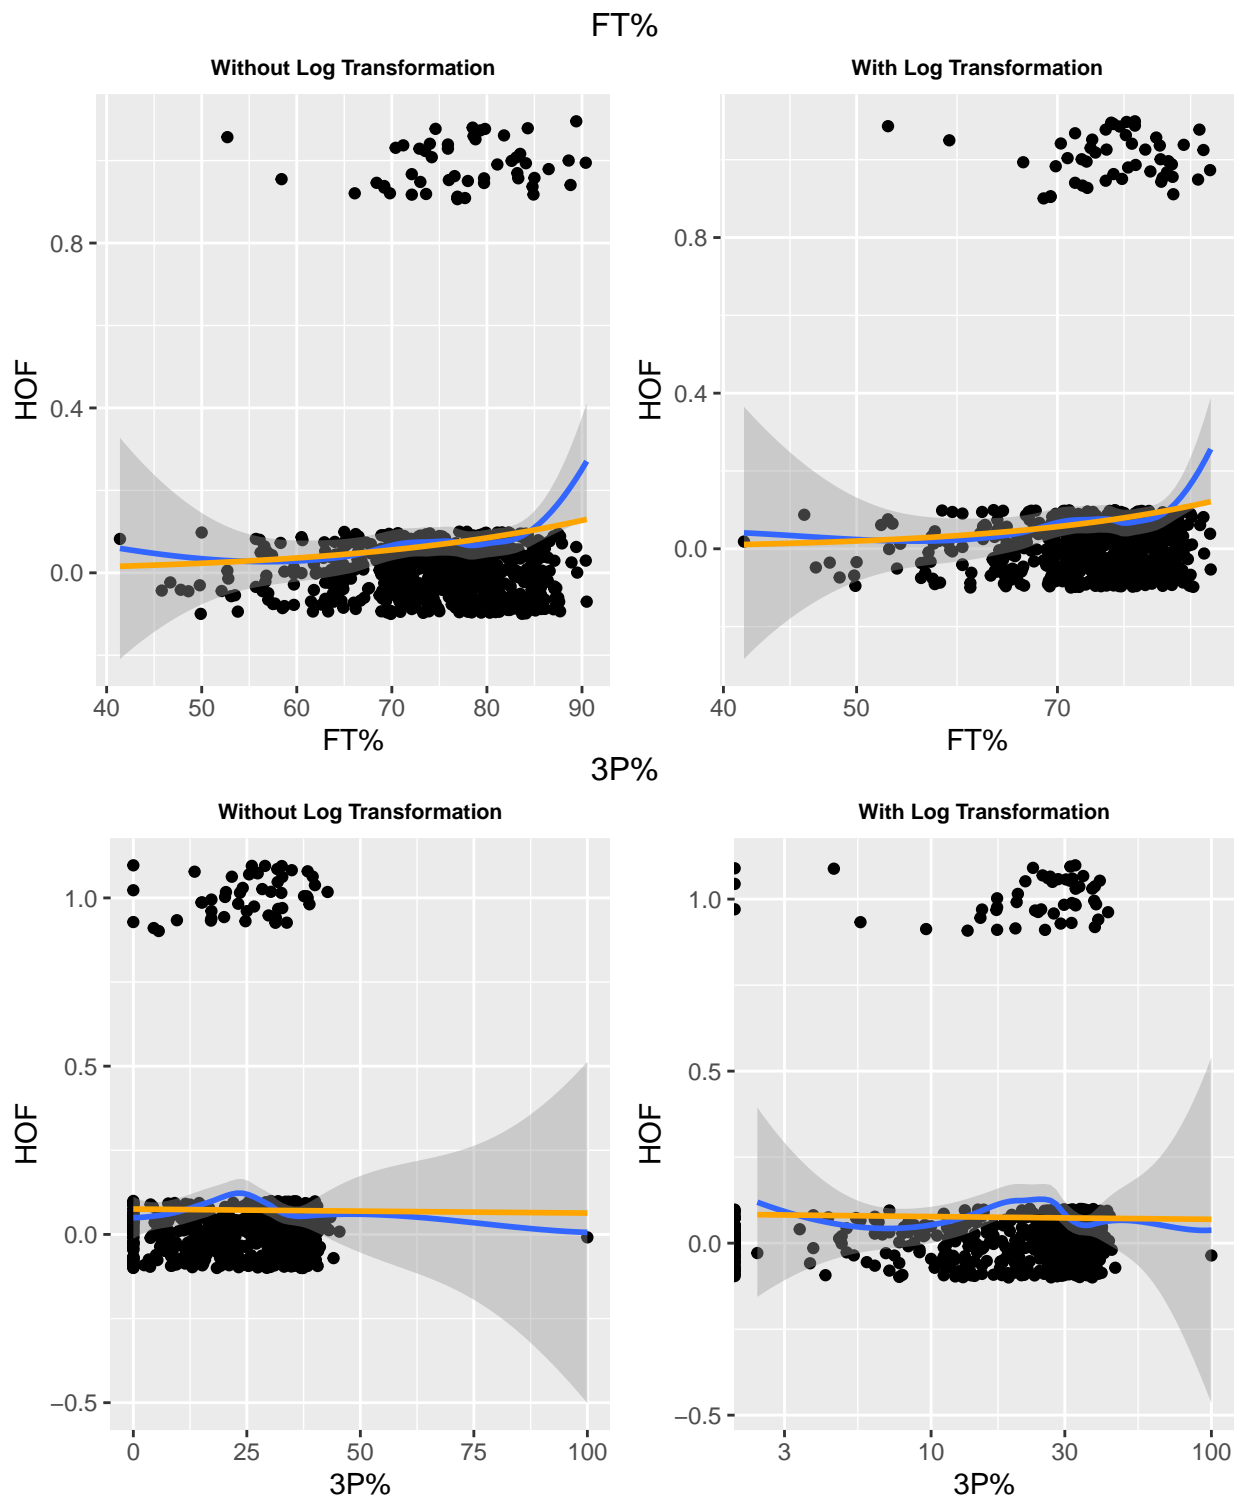 FT%
Without Log Transformation
With Log Transformation
HOF
0.8
0.4
0.0
40 50 60 70 80 90
FT%
HOF
0.8
0.4
0.0
40 50 70
FT%
3P%
Without Log Transformation
With Log Transformation
HOF
1.0
0.5
0.0
−0.5
0 25 50 75 100
3P%
HOF
1.0
0.5
0.0
−0.5
3 10 30 100
3P%